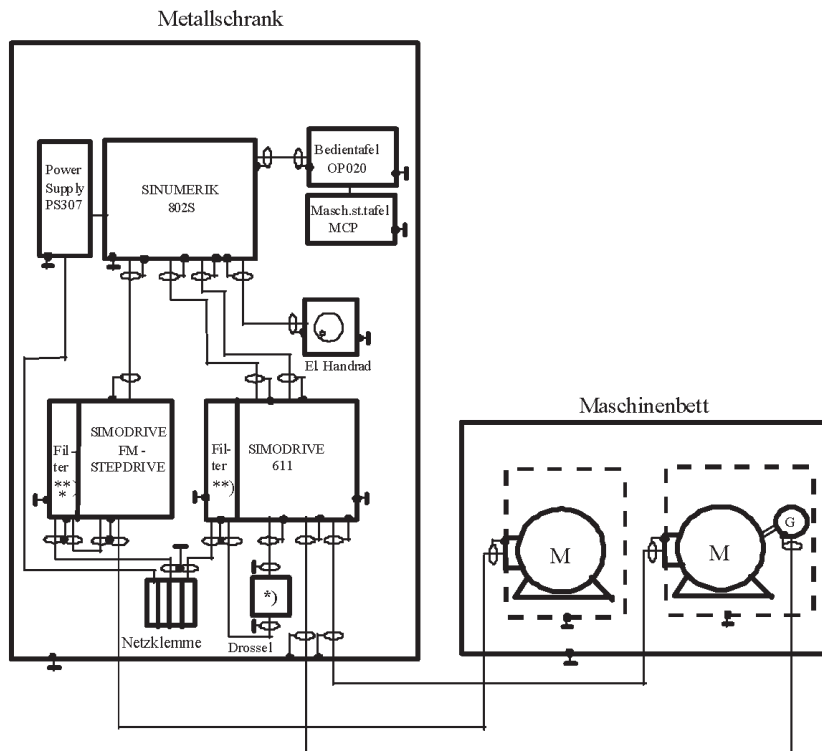 Metallschrank
Power
Supply
PS307
SINUMERIK
802S
Bedientafel
OP020
Masch.st.tafel
MCP
El Handrad
Fil-
ter
**)
*
SIMODRIVE
FM -
STEPDRIVE
Fil-
ter
**)
SIMODRIVE
611
Netzklemme
*)
Drossel
Maschinenbett
M
M
G